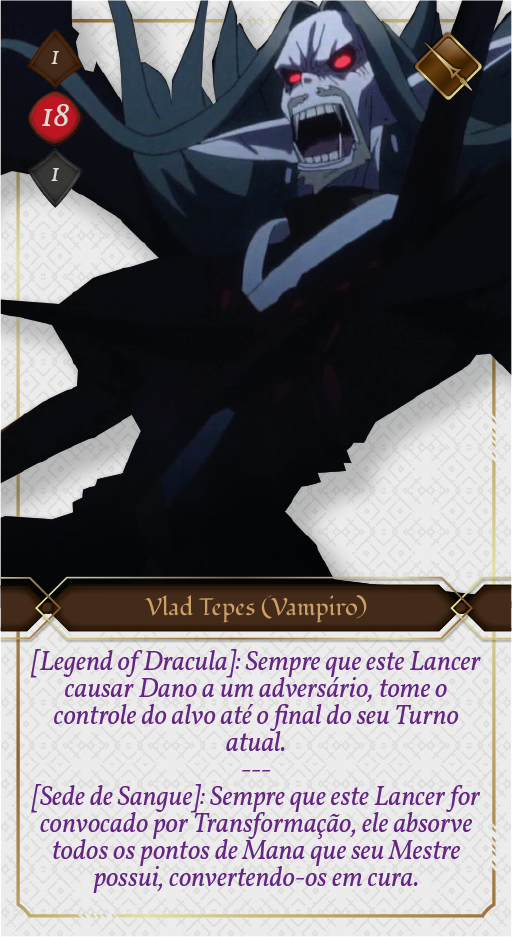 I
18
I
Vlad Tepes (Vampiro)
[Legend of Dracula]: Sempre que este Lancer
causar Dano a um adversário, tome o
controle do alvo até o final do seu Turno
atual.
---
[Sede de Sangue]: Sempre que este Lancer for
convocado por Transformação, ele absorve
todos os pontos de Mana que seu Mestre
possui, convertendo-os em cura.